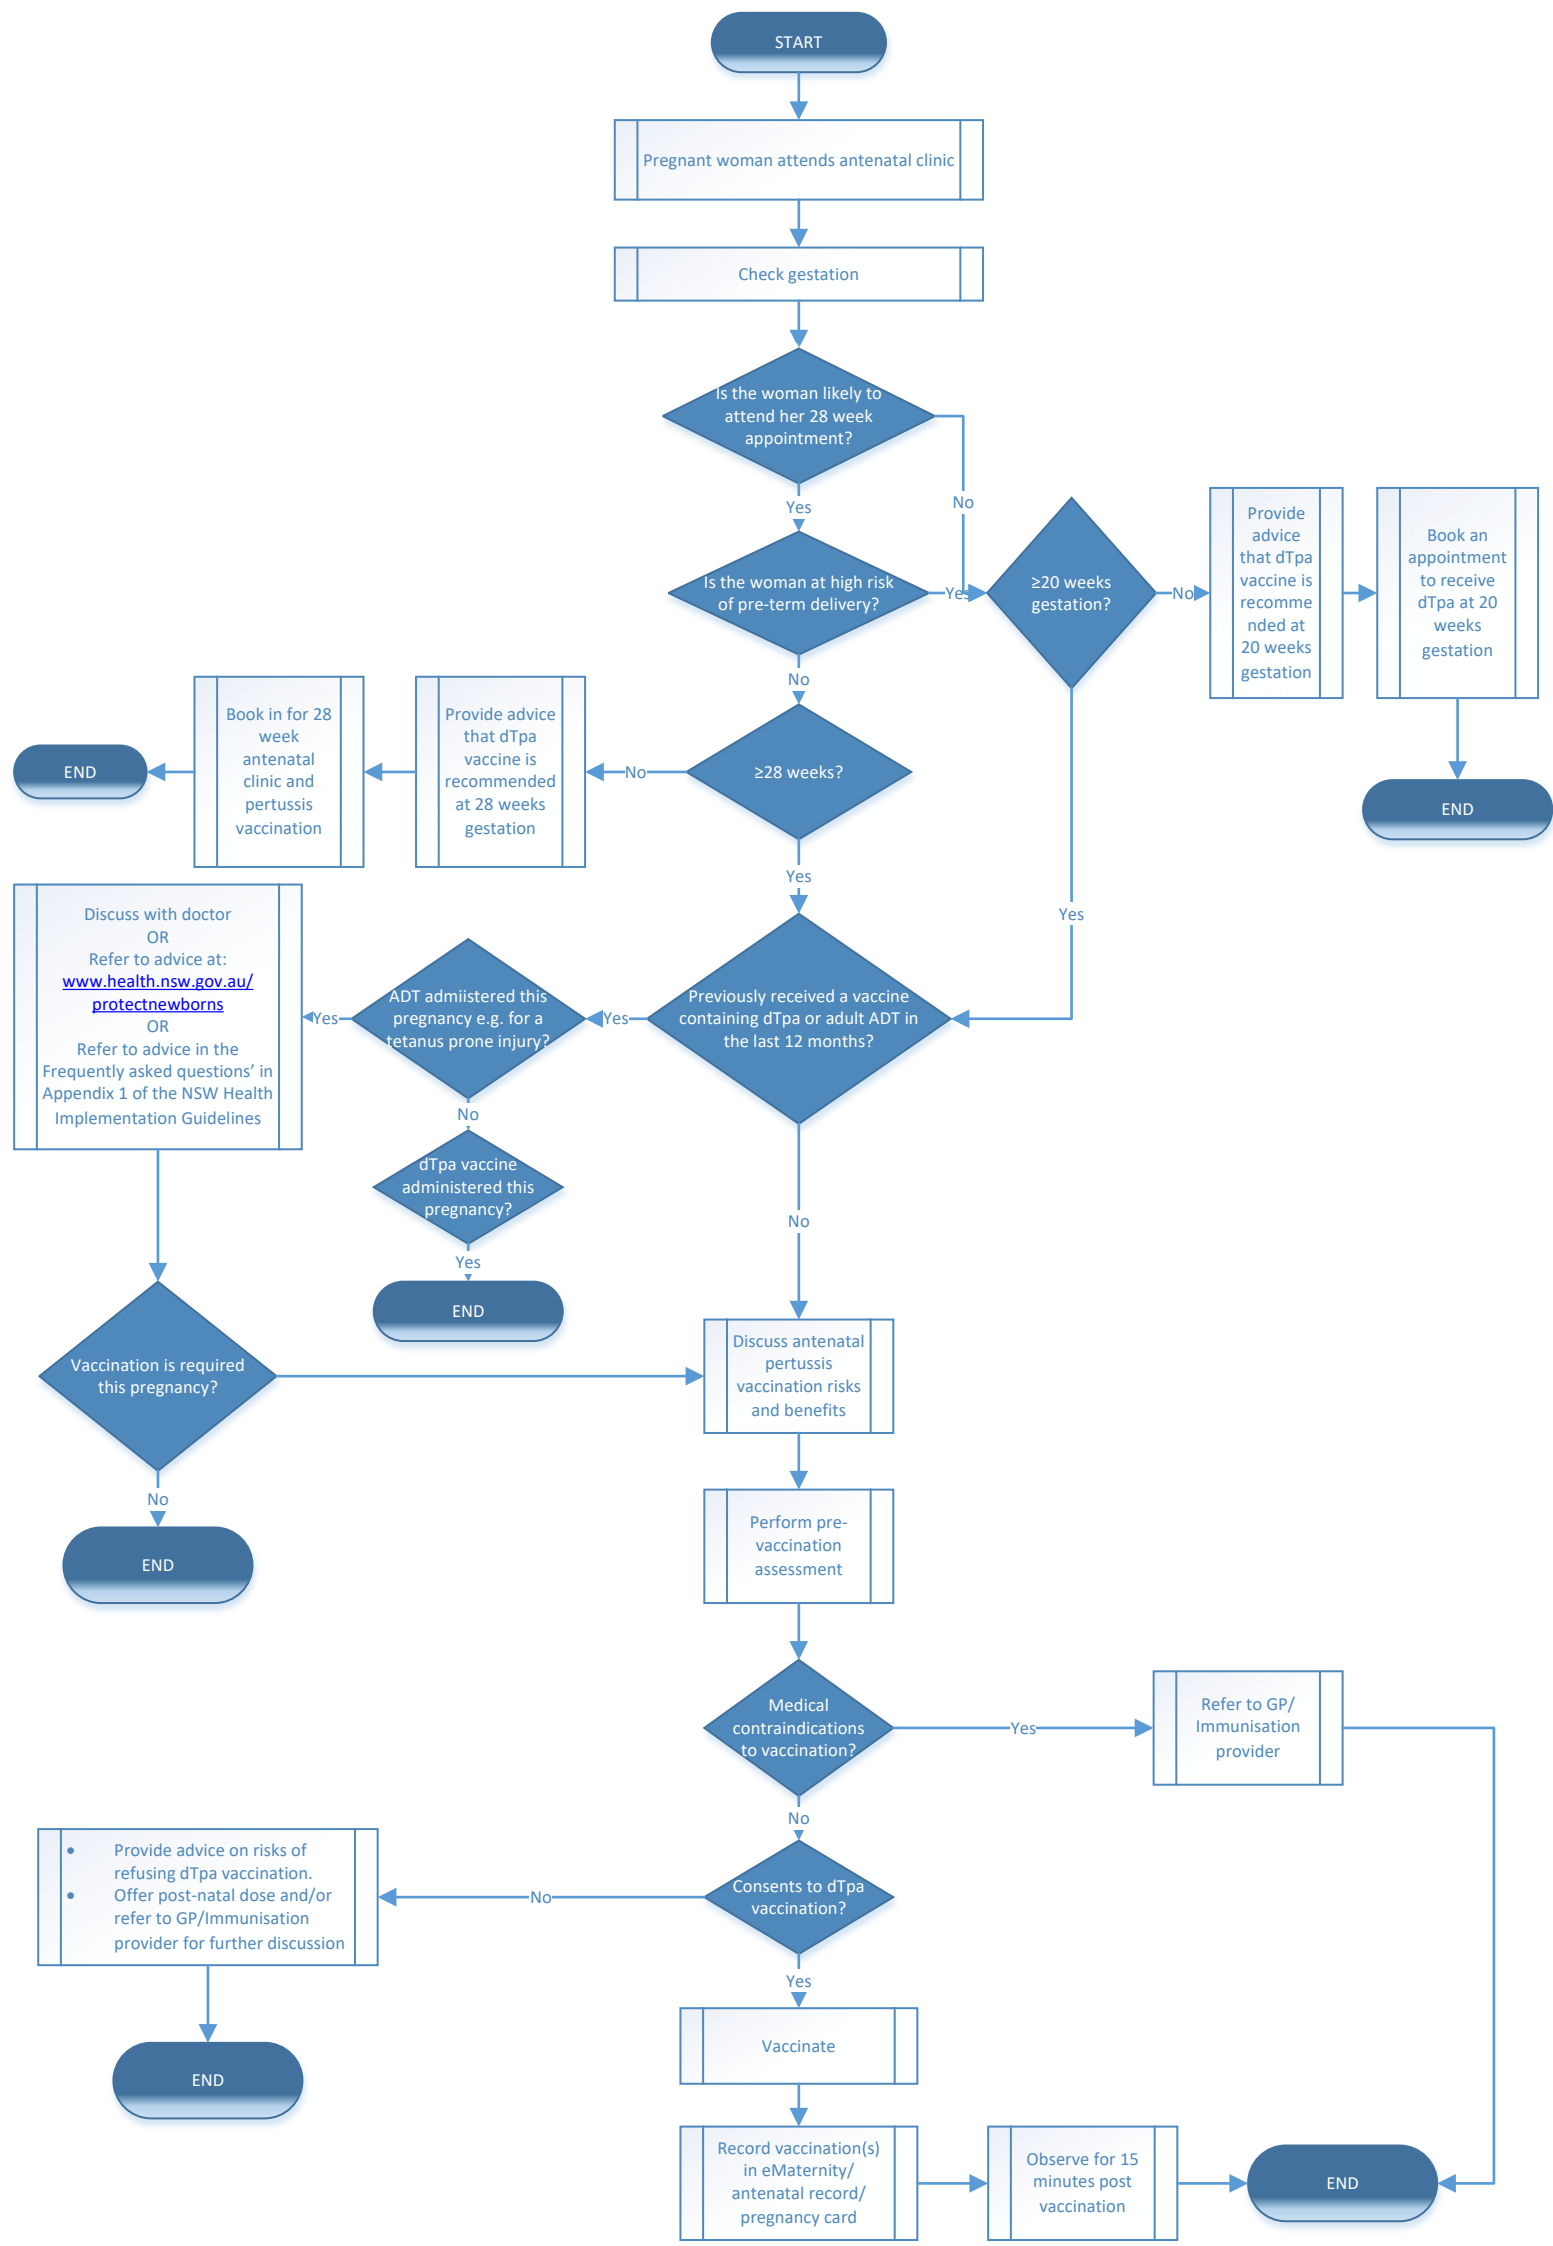 START
Pregnant woman attends antenatal clinic
Check gestation
Is the woman likely to
attend her 28 week
appointment?
Yes
No
Is the woman at high risk
of pre-term delivery?
Yes
≥20 weeks
gestation?
No
Provide
advice
that dTpa
vaccine is
recomme
nded at
20 weeks
gestation
Book an
appointment
to receive
dTpa at 20
weeks
gestation
END
No
Yes
≥28 weeks?
No
Provide advice
that dTpa
vaccine is
recommended
at 28 weeks
gestation
Book in for 28
week
antenatal
clinic and
pertussis
vaccination
END
Yes
Previously received a vaccine
containing dTpa or adult ADT in
the last 12 months?
Yes
ADT admiistered this
pregnancy e.g. for a
tetanus prone injury?
Yes
Discuss with doctor
OR
Refer to advice at:
www.health.nsw.gov.au/
protectnewborns
OR
Refer to advice in the
Frequently asked questions’ in
Appendix 1 of the NSW Health
Implementation Guidelines
No
dTpa vaccine
administered this
pregnancy?
Yes
END
No
Vaccination is required
this pregnancy?
No
END
Discuss antenatal
pertussis
vaccination risks
and benefits
Perform pre-
vaccination
assessment
Medical
contraindications
to vaccination?
Yes
Refer to GP/
Immunisation
provider
No
Consents to dTpa
vaccination?
No
• Provide advice on risks of
refusing dTpa vaccination.
• Offer post-natal dose and/or
refer to GP/Immunisation
provider for further discussion
END
Yes
Vaccinate
Record vaccination(s)
in eMaternity/
antenatal record/
pregnancy card
Observe for 15
minutes post
vaccination
END